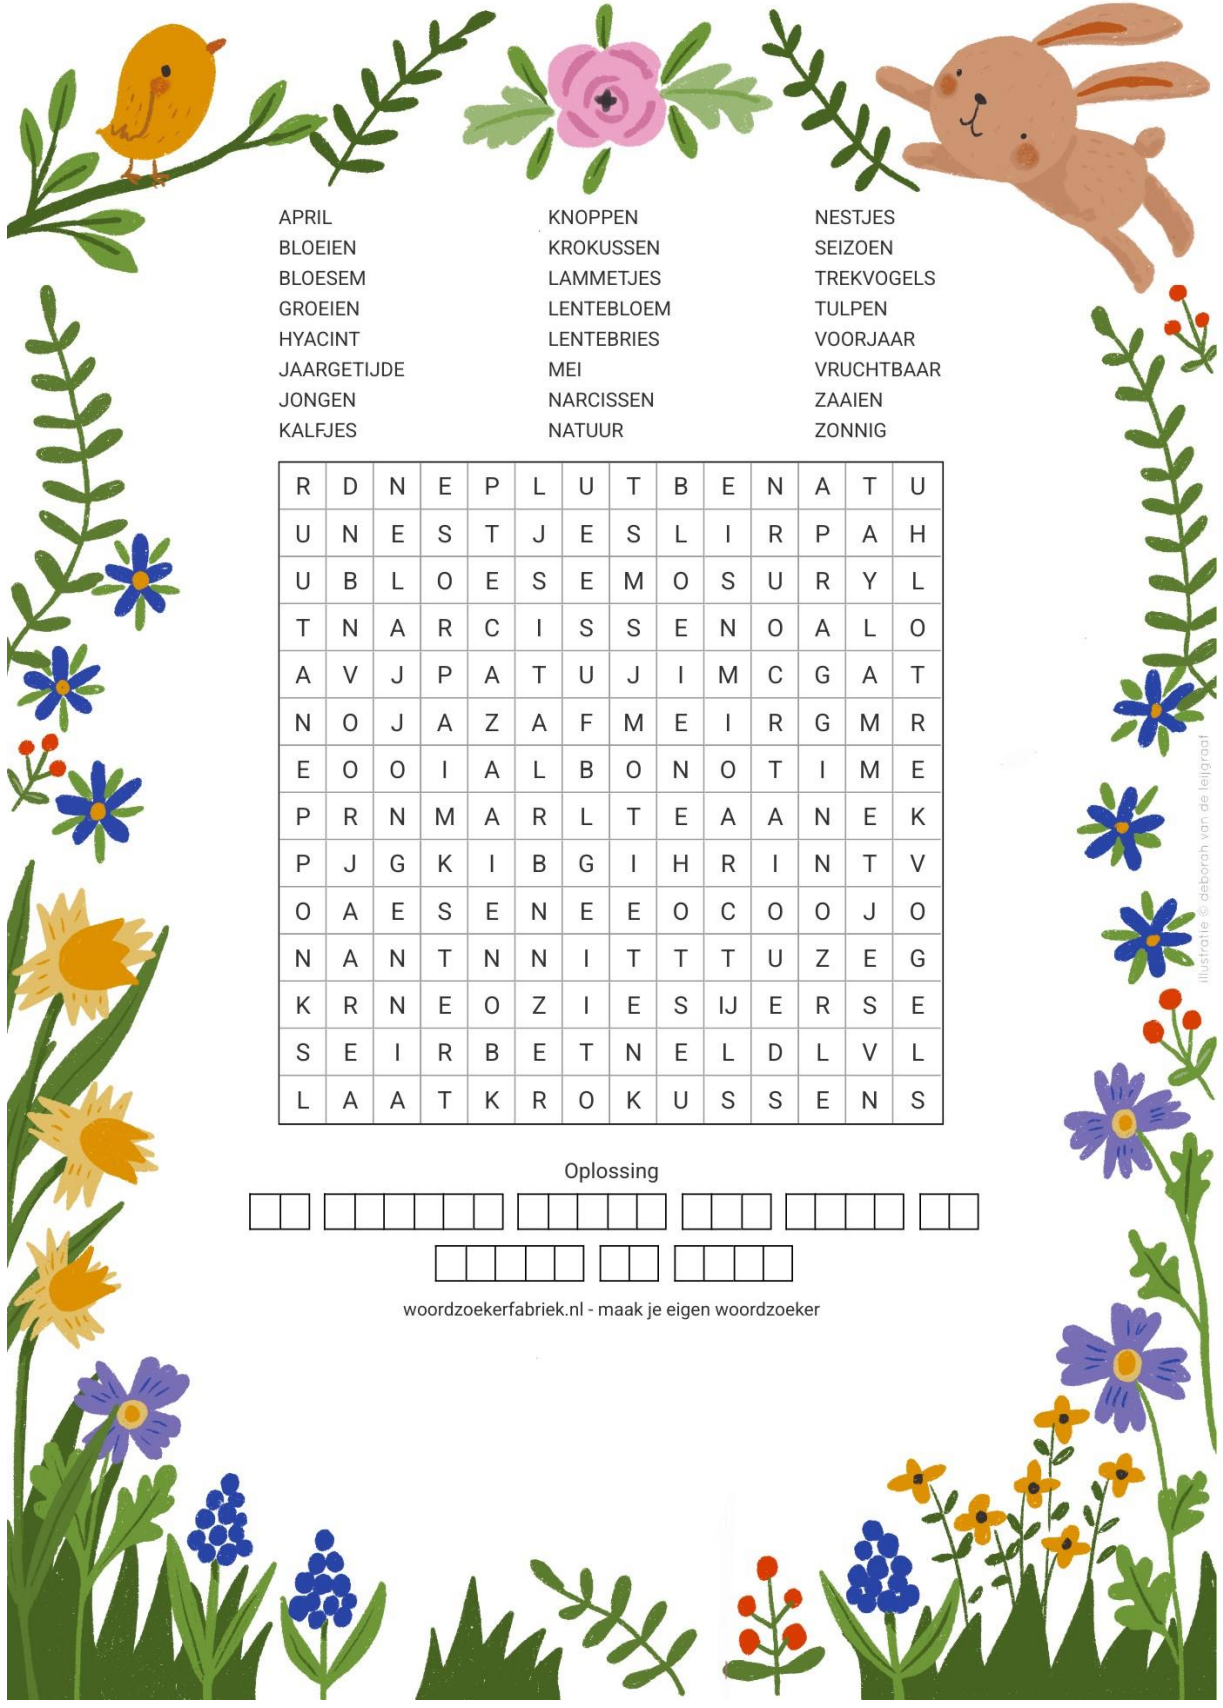 APRIL KNOPPEN NESTJES
BLOEIEN KROKUSSEN SEIZOEN
BLOESEM LAMMETJES TREKVOGELS
GROEIEN LENTEBLOEM TULPEN
HYACINT LENTEBRIES VOORJAAR
JAARGETIJDE MEI VRUCHTBAAR
JONGEN NARCISSEN ZAAIEN
KALFJES NATUUR ZONNIG
R D N E P L U T B E N A T U
U N E S T J E S L I R P A H
U B L O E S E M O S U R Y L
T N A R C I S S E N O A L O
A V J P A T U J I M C G A T
N O J A Z A F M E I R G M R
E O O I A L B O N O T I M E
P R N M A R L T E A A N E K
P J G K I B G I H R I N T V
O A E S E N E E O C O O J O
N A N T N N I T T T U Z E G
K R N E O Z I E S IJ E R S E
S E I R B E T N E L D L V L
L A A T K R O K U S S E N S
Oplossing
woordzoekerfabriek.nl - maak je eigen woordzoeker
illustratie © deborah van de leijgraaf